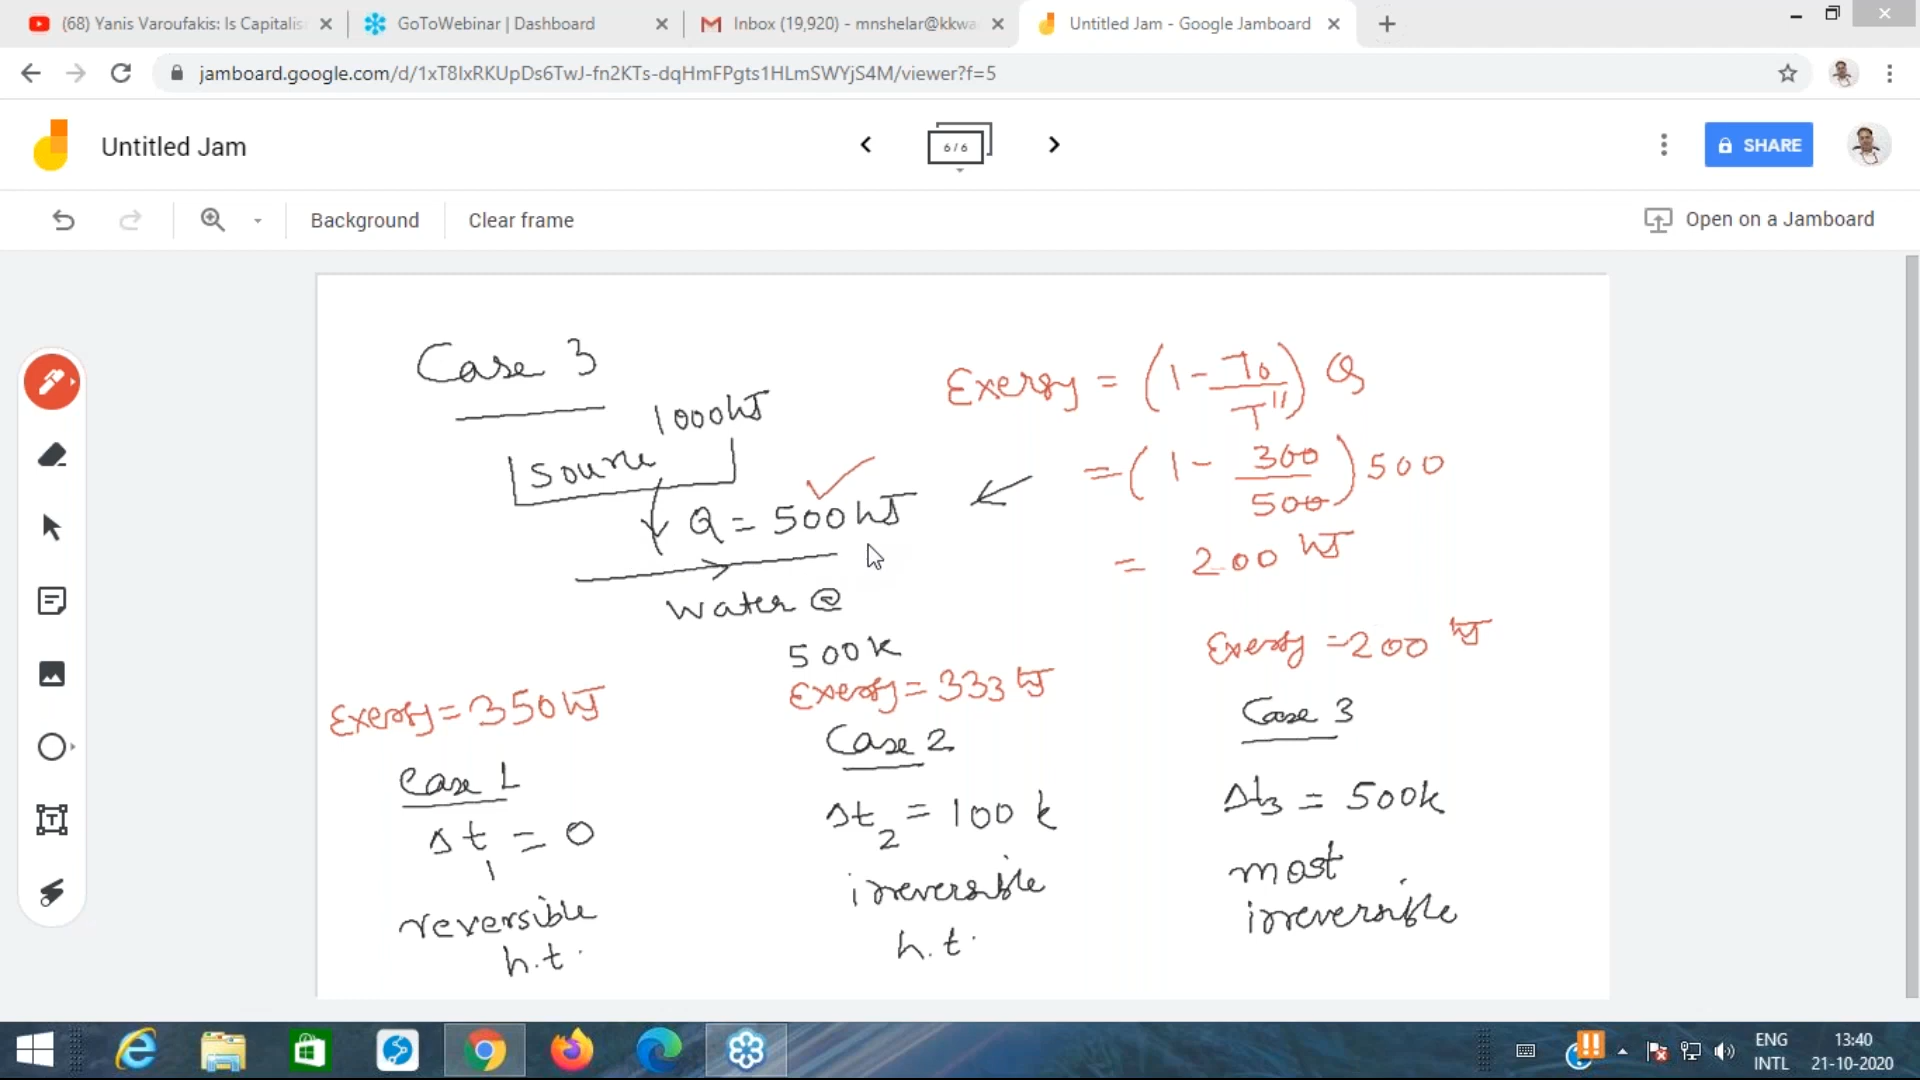 (68) Yanis Varoufakis: Is Capitalis
GoToWebinar | Dashboard
Inbox (19,920) - mnshelar@kkwa
Untitled Jam - Google Jamboard
jamboard.google.com/d/1xT8IxRKUpDs6TwJ-fn2KTs-dqHmFPgts1HLmSWYjS4M/viewer?f=5
Untitled Jam
6/6
SHARE
Background
Clear frame
Open on a Jamboard
Case 3
1000kJ
Source
Q = 500kJ
Water @
500k
Exergy = (1 - T0/T") Q
= (1 - 300/500) 500
= 200 kJ
Exergy = 350kJ
Case 1
Δt1 = 0
reversible
h.t.
Exergy = 333 kJ
Case 2
Δt2 = 100 k
irreversible
h.t.
Exergy = 200 kJ
Case 3
Δt3 = 500k
most
irreversible
ENG
INTL
13:40
21-10-2020